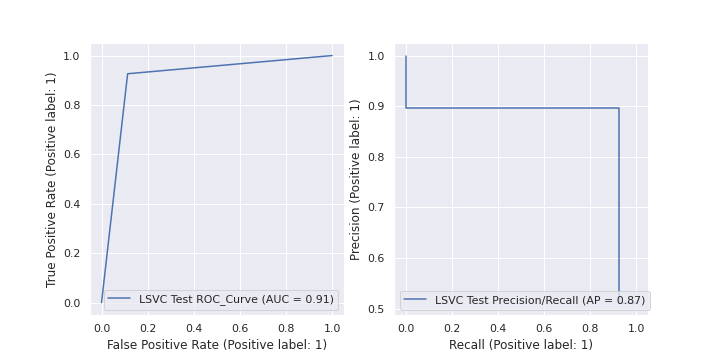 1.0
0.8
0.6
0.4
0.2
0.0
True Positive Rate (Positive label: 1)
LSVC Test ROC_Curve (AUC = 0.91)
0.0 0.2 0.4 0.6 0.8 1.0
False Positive Rate (Positive label: 1)
1.0
0.9
0.8
0.7
0.6
0.5
Precision (Positive label: 1)
LSVC Test Precision/Recall (AP = 0.87)
0.0 0.2 0.4 0.6 0.8 1.0
Recall (Positive label: 1)